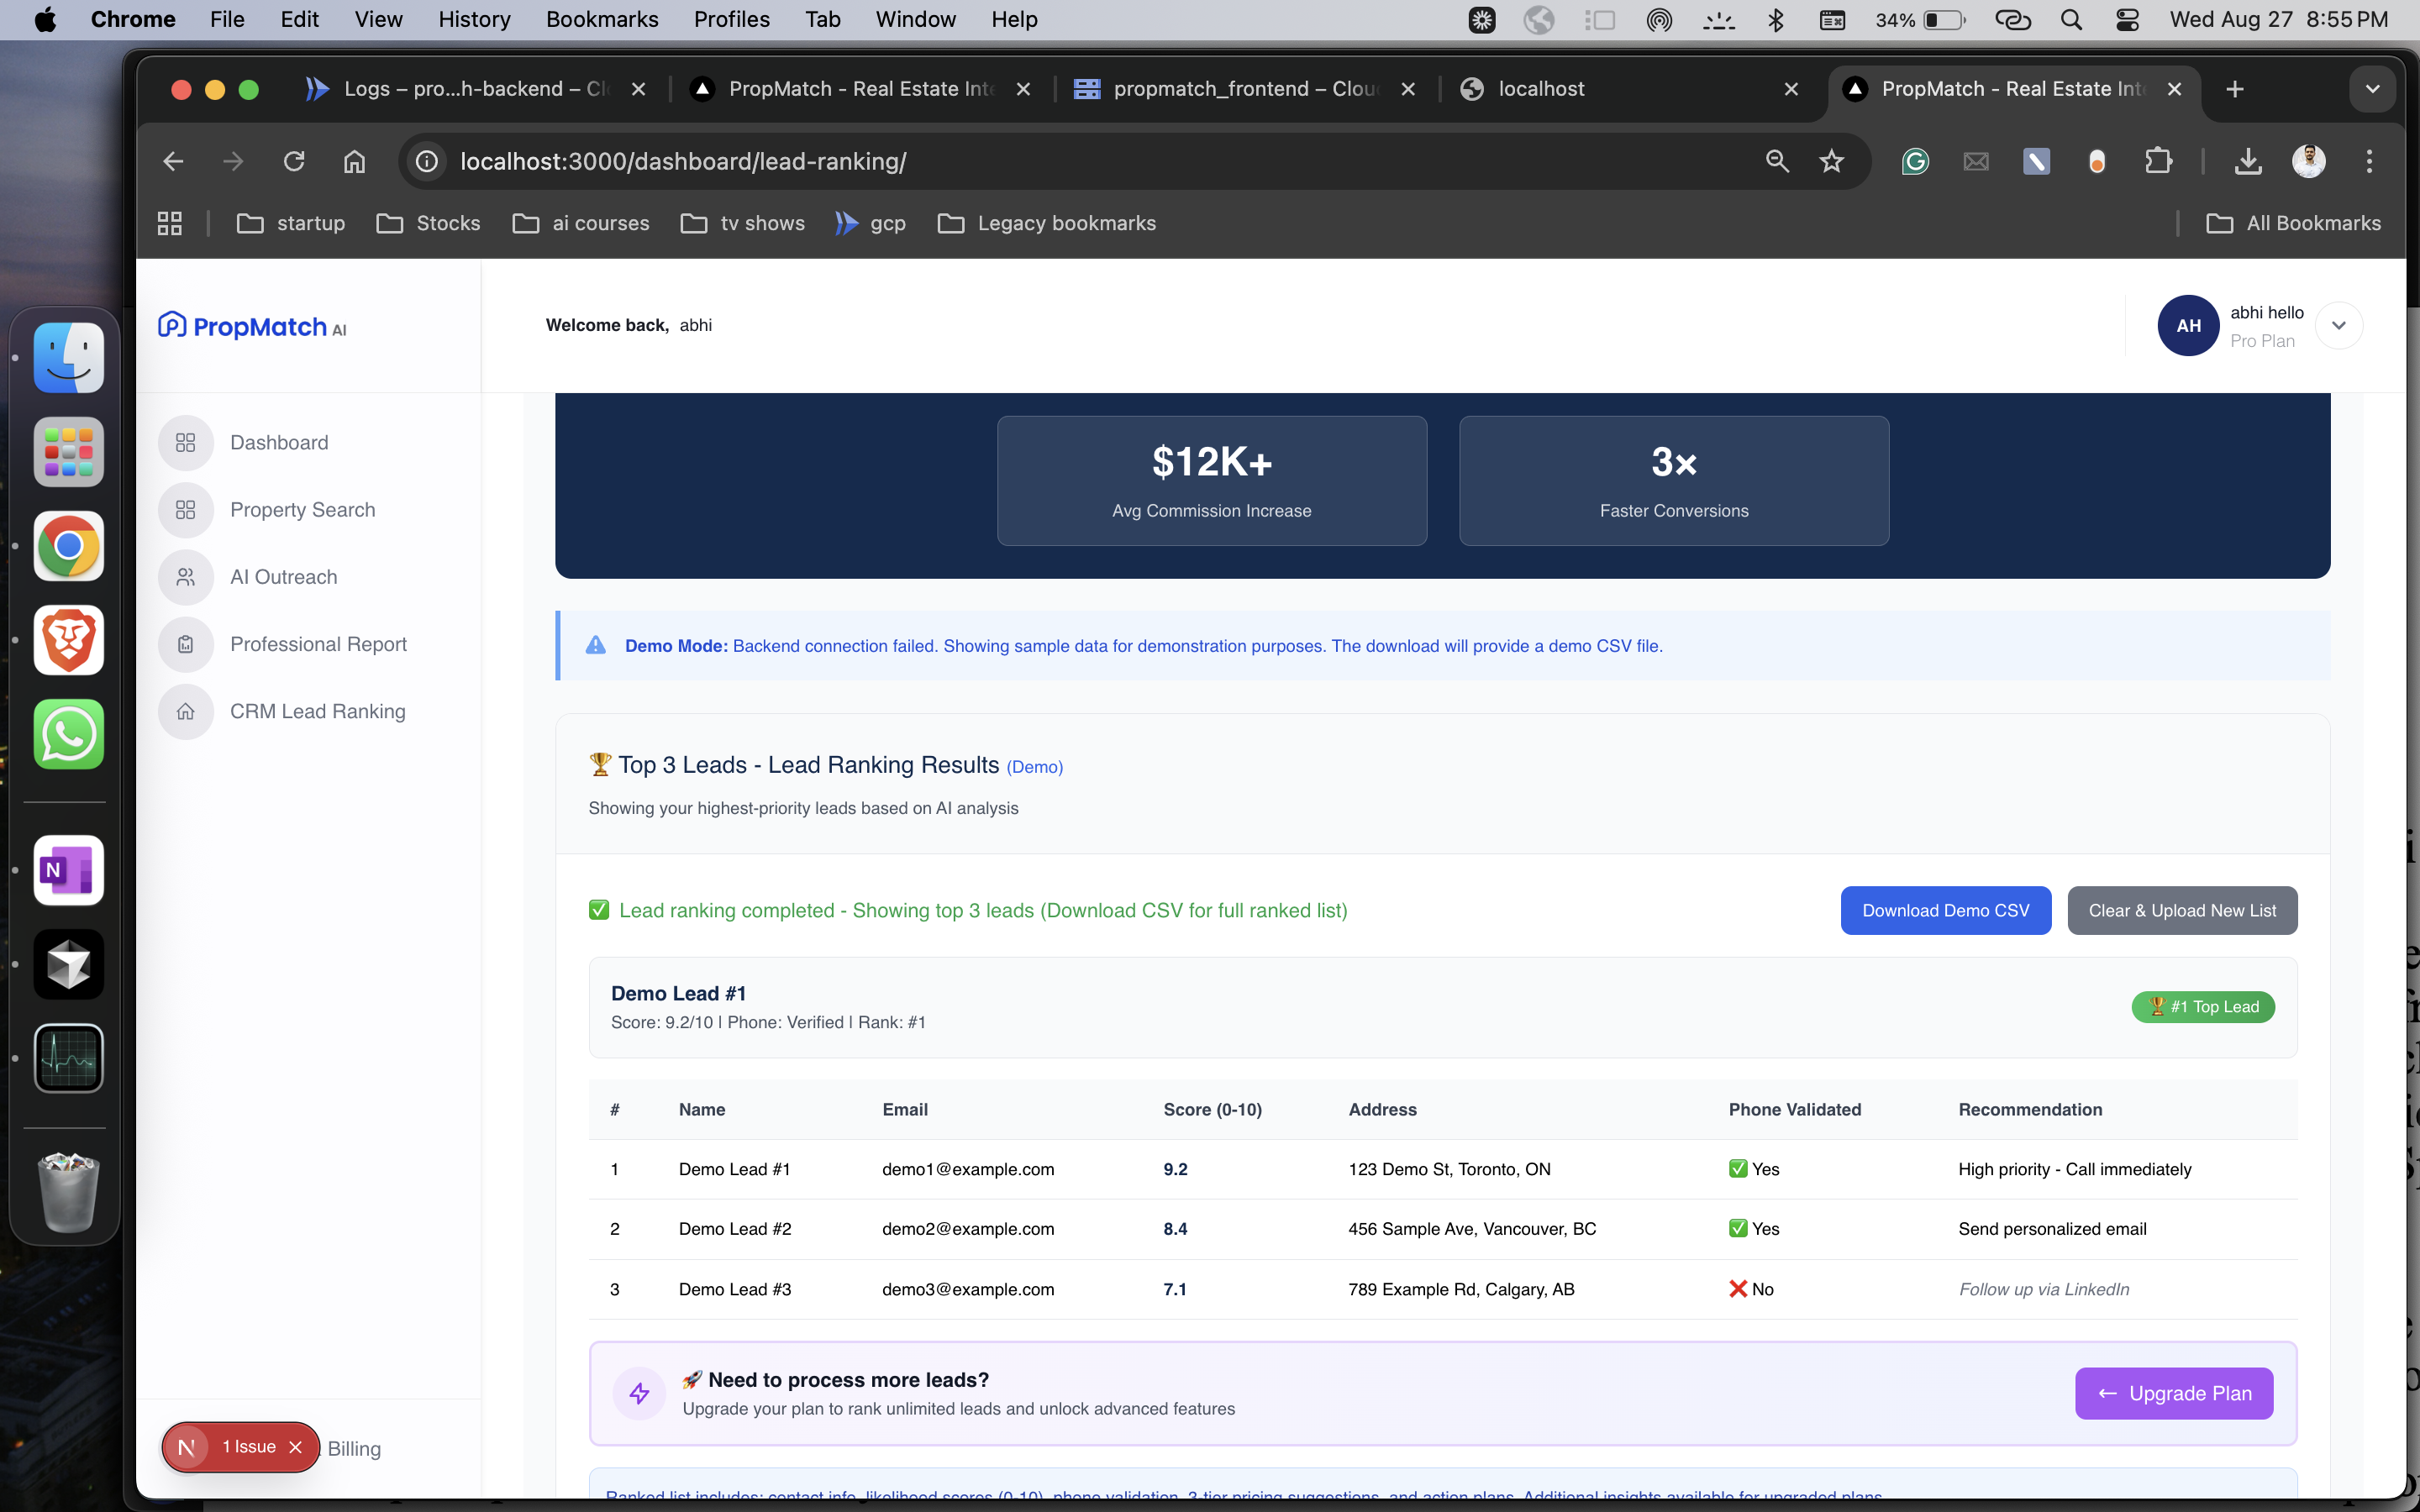 Chrome File Edit View History Bookmarks Profiles Tab Window Help 34% Wed Aug 27 8:55 PM
Logs – pro...h-backend – Cl PropMatch - Real Estate Int propmatch_frontend – Clou localhost PropMatch - Real Estate Int
localhost:3000/dashboard/lead-ranking/
startup Stocks ai courses tv shows gcp Legacy bookmarks All Bookmarks
PropMatch AI
Welcome back, abhi
AH abhi hello
Pro Plan
Dashboard
Property Search
AI Outreach
Professional Report
CRM Lead Ranking
$12K+
Avg Commission Increase
3×
Faster Conversions
Demo Mode: Backend connection failed. Showing sample data for demonstration purposes. The download will provide a demo CSV file.
🏆 Top 3 Leads - Lead Ranking Results (Demo)
Showing your highest-priority leads based on AI analysis
✅ Lead ranking completed - Showing top 3 leads (Download CSV for full ranked list)
Download Demo CSV
Clear & Upload New List
Demo Lead #1
Score: 9.2/10 | Phone: Verified | Rank: #1
🏆 #1 Top Lead
# Name Email Score (0-10) Address Phone Validated Recommendation
1 Demo Lead #1 demo1@example.com 9.2 123 Demo St, Toronto, ON ✅ Yes High priority - Call immediately
2 Demo Lead #2 demo2@example.com 8.4 456 Sample Ave, Vancouver, BC ✅ Yes Send personalized email
3 Demo Lead #3 demo3@example.com 7.1 789 Example Rd, Calgary, AB ❌ No Follow up via LinkedIn
🚀 Need to process more leads?
Upgrade your plan to rank unlimited leads and unlock advanced features
← Upgrade Plan
N 1 Issue Billing
Ranked list includes: contact info, likelihood scores (0-10), phone validation, 3-tier pricing suggestions, and action plans. Additional insights available for upgraded plans.